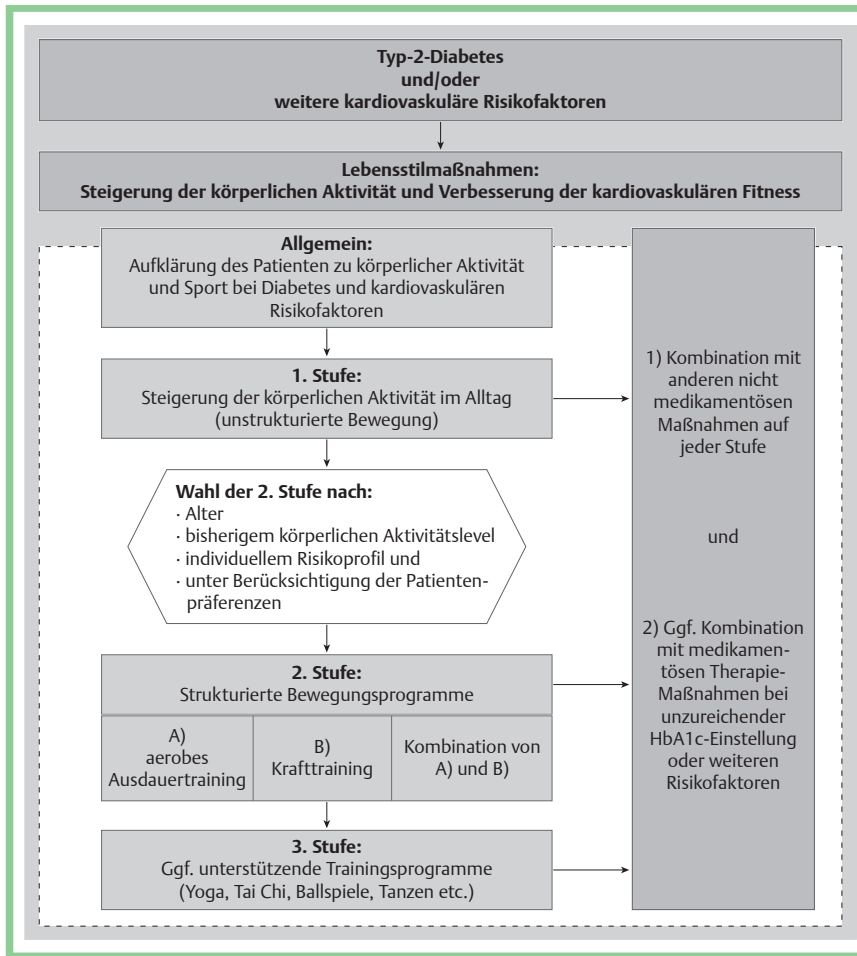 Typ-2-Diabetes
und/oder
weitere kardiovaskuläre Risikofaktoren
Lebensstilmaßnahmen:
Steigerung der körperlichen Aktivität und Verbesserung der kardiovaskulären Fitness
Allgemein:
Aufklärung des Patienten zu körperlicher Aktivität
und Sport bei Diabetes und kardiovaskulären
Risikofaktoren
1. Stufe:
Steigerung der körperlichen Aktivität im Alltag
(unstrukturierte Bewegung)
Wahl der 2. Stufe nach:
· Alter
· bisherigem körperlichen Aktivitätslevel
· individuellem Risikoprofil und
· unter Berücksichtigung der Patienten-
präferenzen
2. Stufe:
Strukturierte Bewegungsprogramme
A)
aerobes
Ausdauertraining
B)
Krafttraining
Kombination von
A) und B)
3. Stufe:
Ggf. unterstützende Trainingsprogramme
(Yoga, Tai Chi, Ballspiele, Tanzen etc.)
1) Kombination mit
anderen nicht
medikamentösen
Maßnahmen auf
jeder Stufe
und
2) Ggf. Kombination
mit medikamen-
tösen Therapie-
Maßnahmen bei
unzureichender
HbA1c-Einstellung
oder weiteren
Risikofaktoren